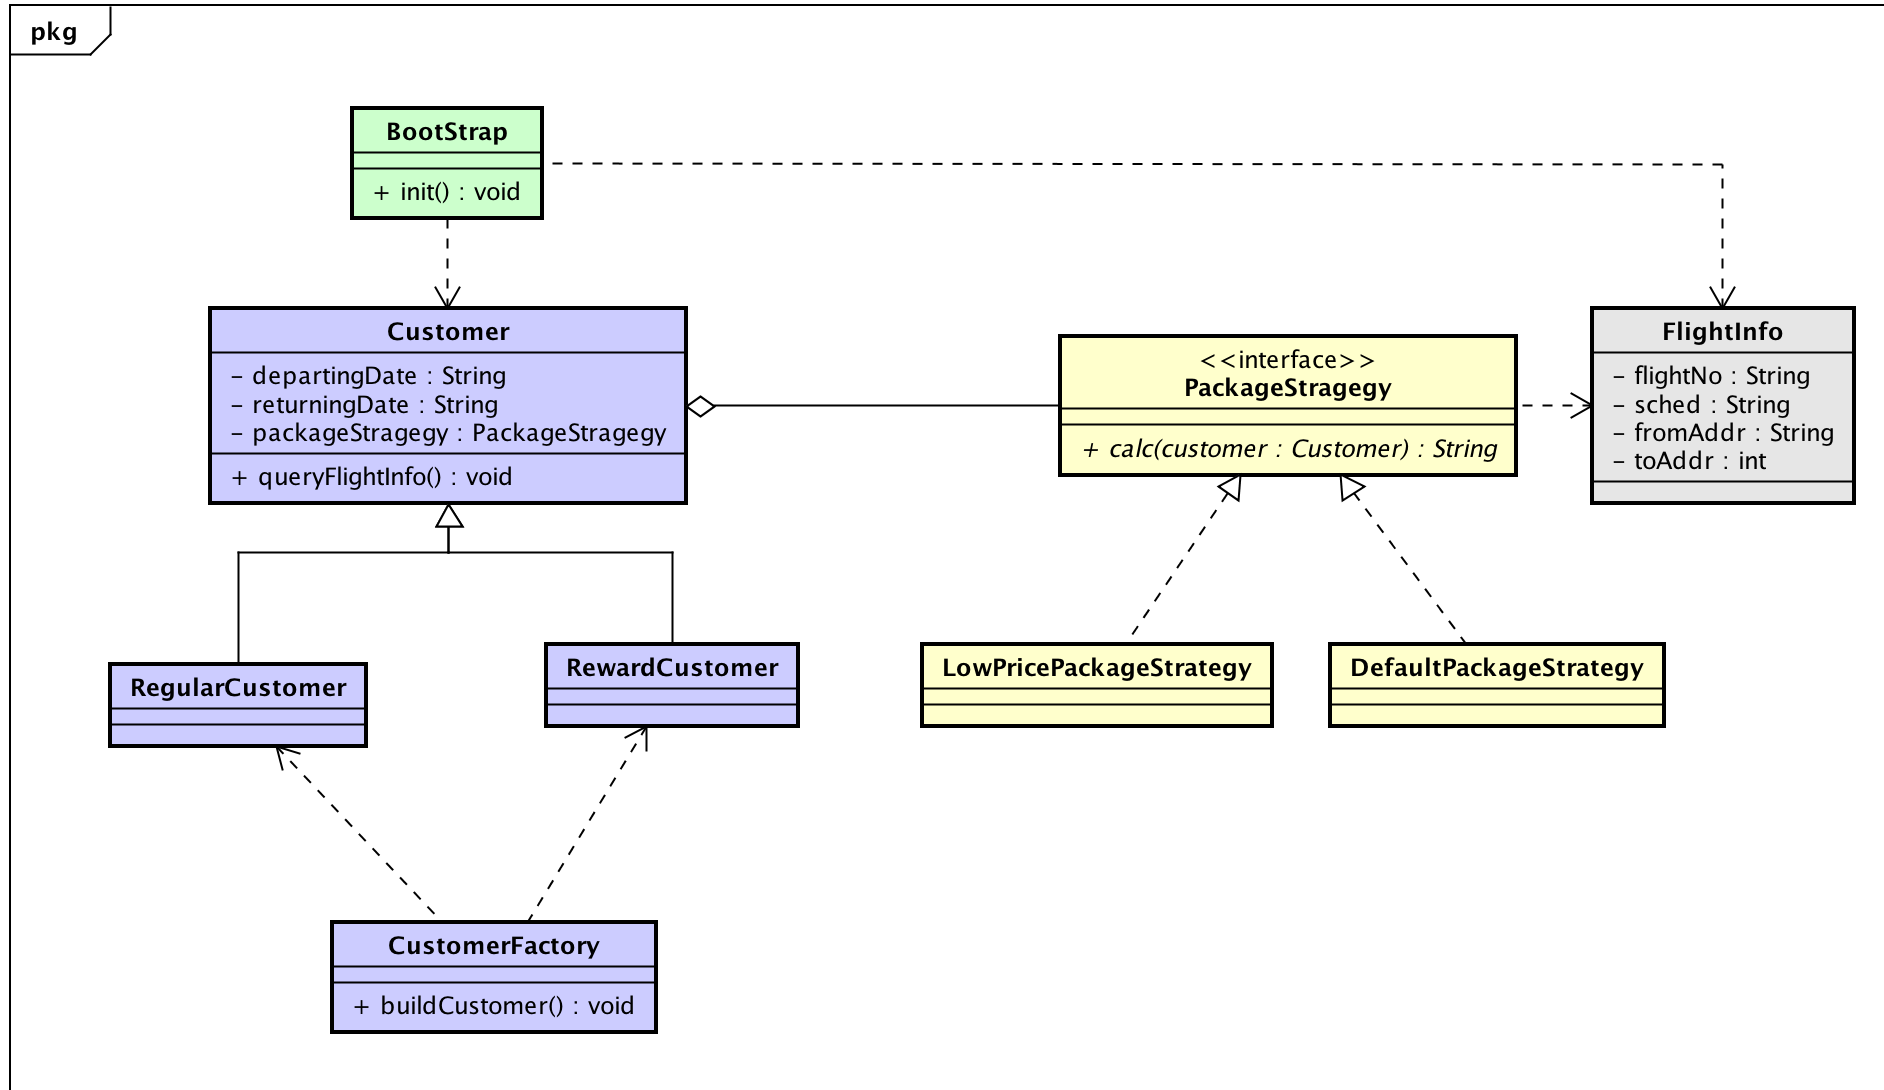 pkg
BootStrap
+ init() : void
Customer
- departingDate : String
- returningDate : String
- packageStragegy : PackageStragegy
+ queryFlightInfo() : void
<<interface>>
PackageStragegy
+ calc(customer : Customer) : String
FlightInfo
- flightNo : String
- sched : String
- fromAddr : String
- toAddr : int
RegularCustomer
RewardCustomer
LowPricePackageStrategy
DefaultPackageStrategy
CustomerFactory
+ buildCustomer() : void